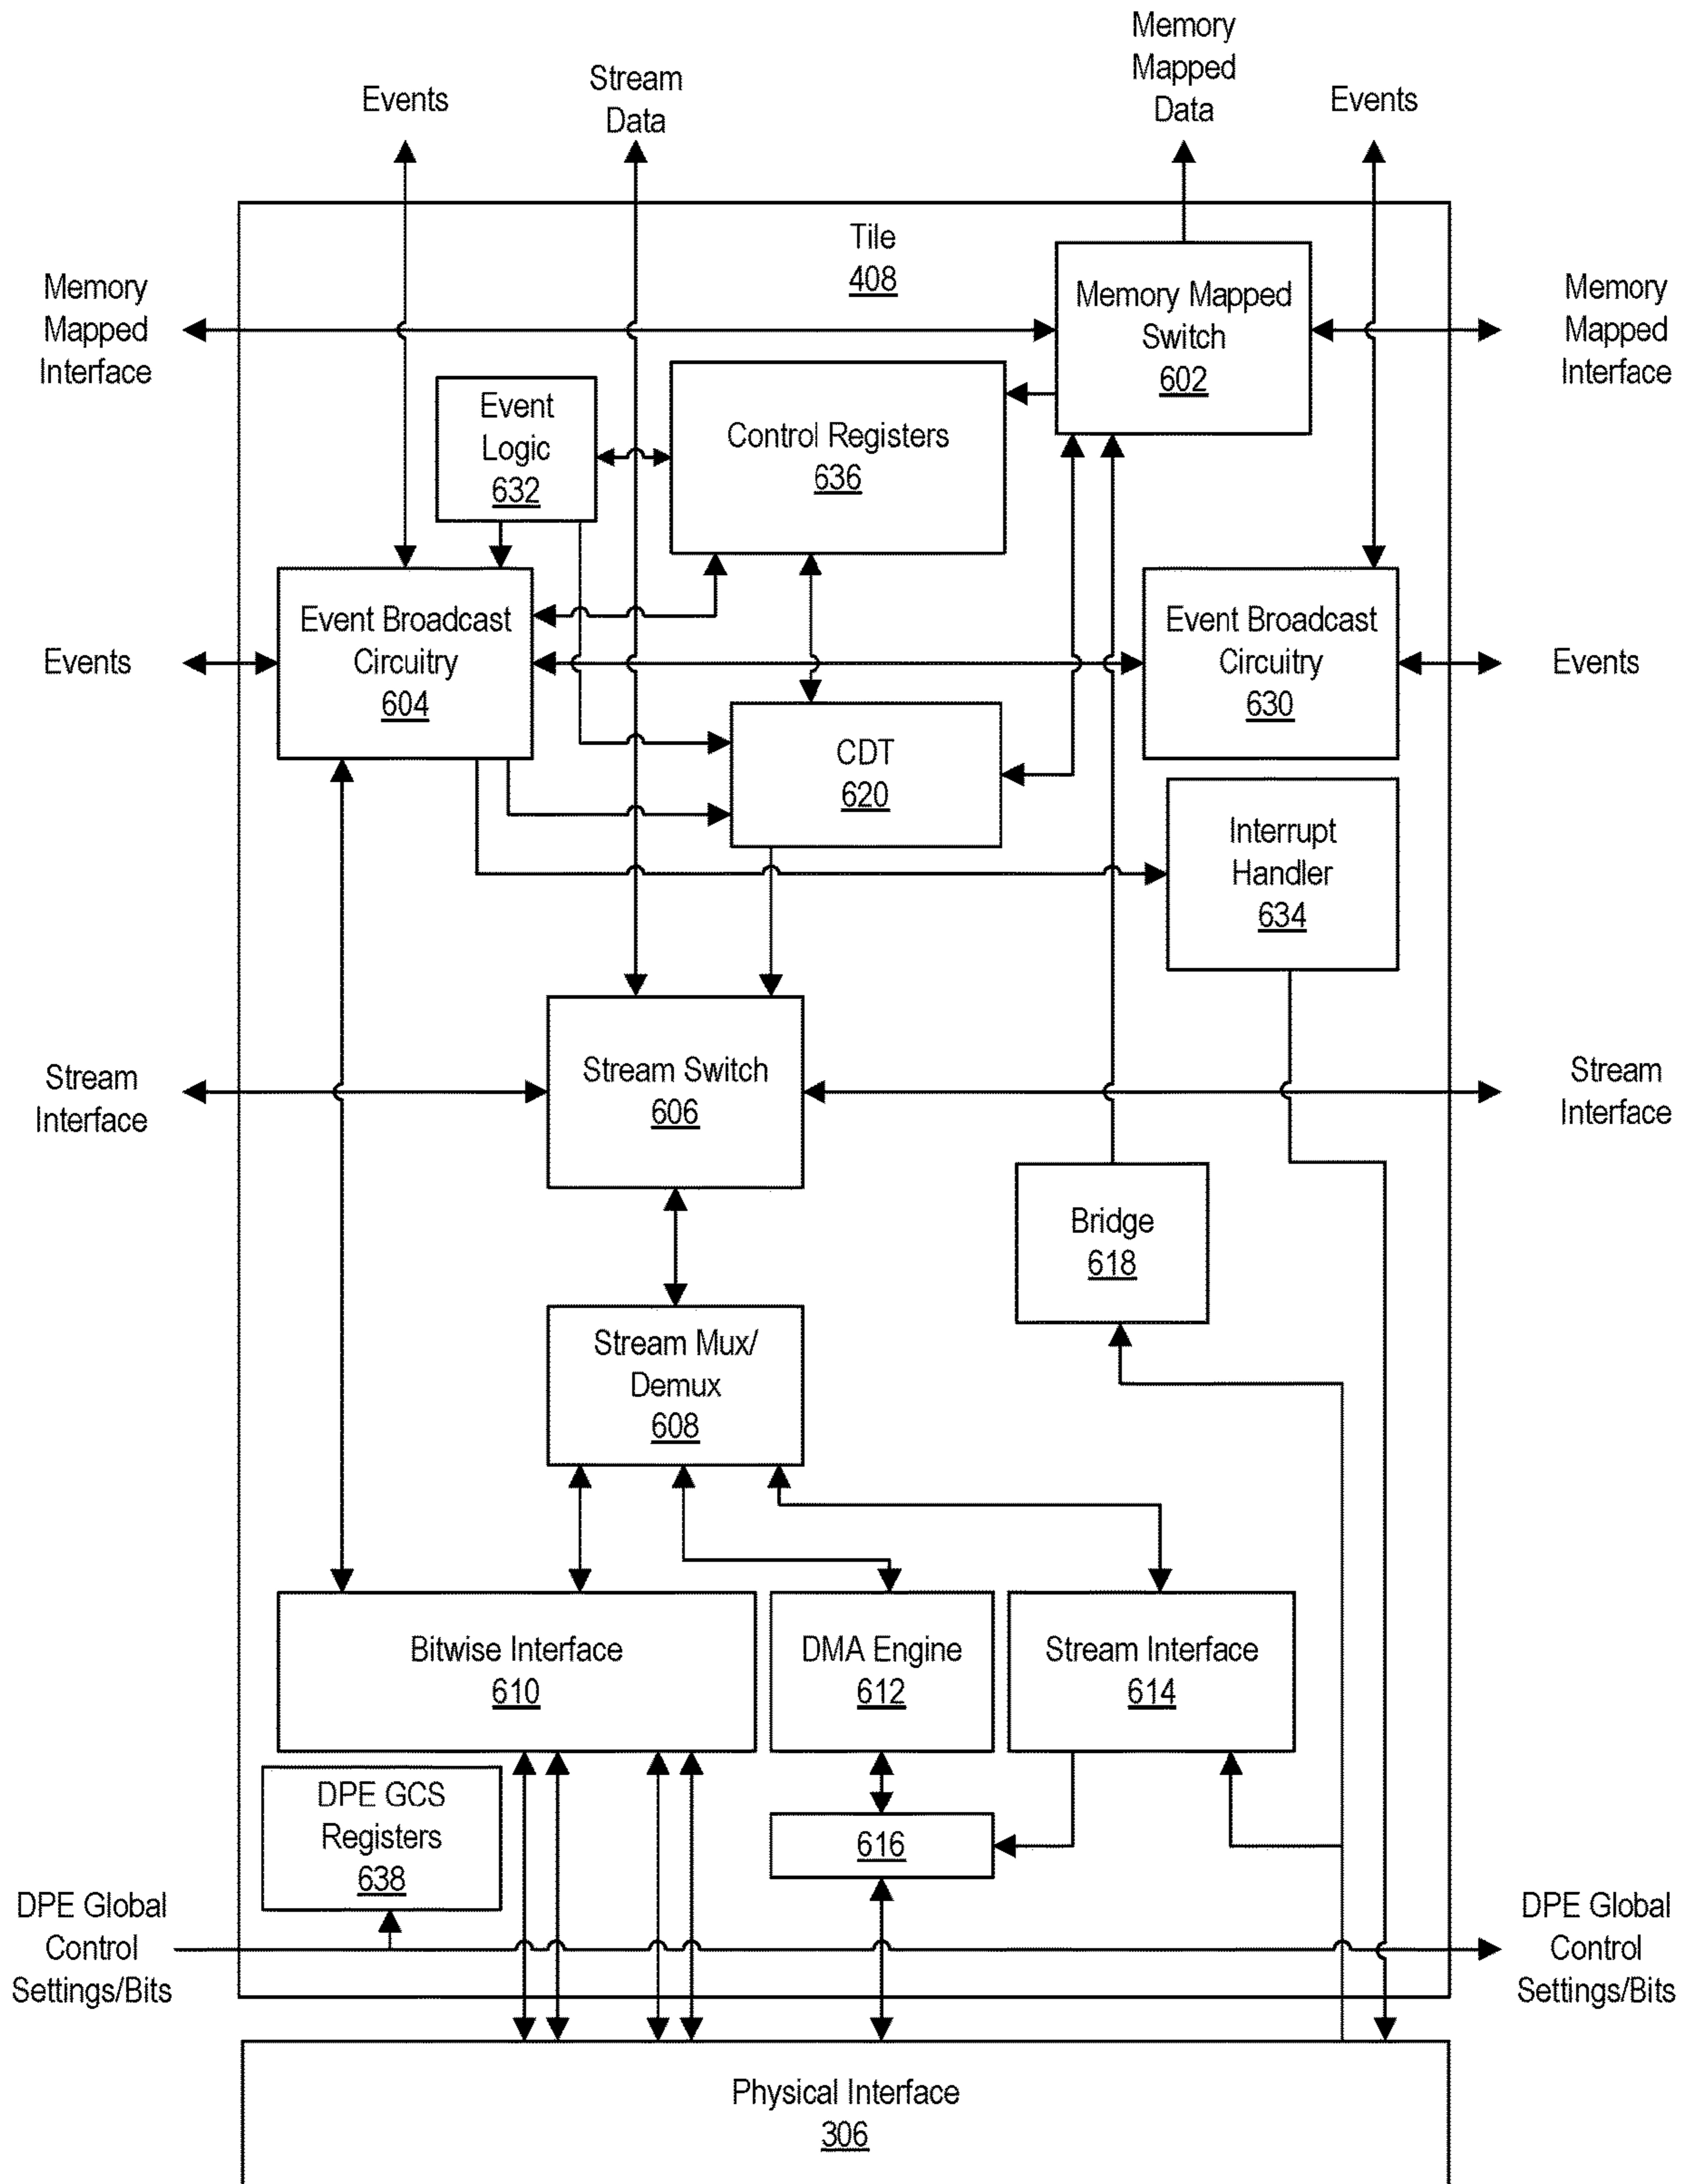 Memory
Mapped
Data
Stream
Data
Events
Events
Tile
408
Memory
Mapped
Interface
Memory Mapped
Switch
602
Memory
Mapped
Interface
Event
Logic
632
Control Registers
636
Events
Event Broadcast
Circuitry
604
Event Broadcast
Circuitry
630
Events
CDT
620
Interrupt
Handler
634
Stream
Interface
Stream Switch
606
Stream
Interface
Bridge
618
Stream Mux/
Demux
608
Bitwise Interface
610
DMA Engine
612
Stream Interface
614
DPE GCS
Registers
638
616
DPE Global
Control
Settings/Bits
DPE Global
Control
Settings/Bits
Physical Interface
306